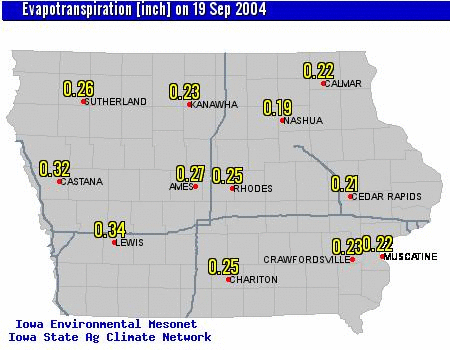 Evapotranspiration [inch] on 19 Sep 2004
0.22
CALMAR
0.26
SUTHERLAND
0.23
KANAWHA
0.19
NASHUA
0.32
CASTANA
0.27
AMES
0.25
RHODES
0.21
CEDAR RAPIDS
0.34
LEWIS
0.23
CRAWFORDSVILLE
0.22
MUSCATINE
0.25
CHARITON
Iowa Environmental Mesonet
Iowa State Ag Climate Network